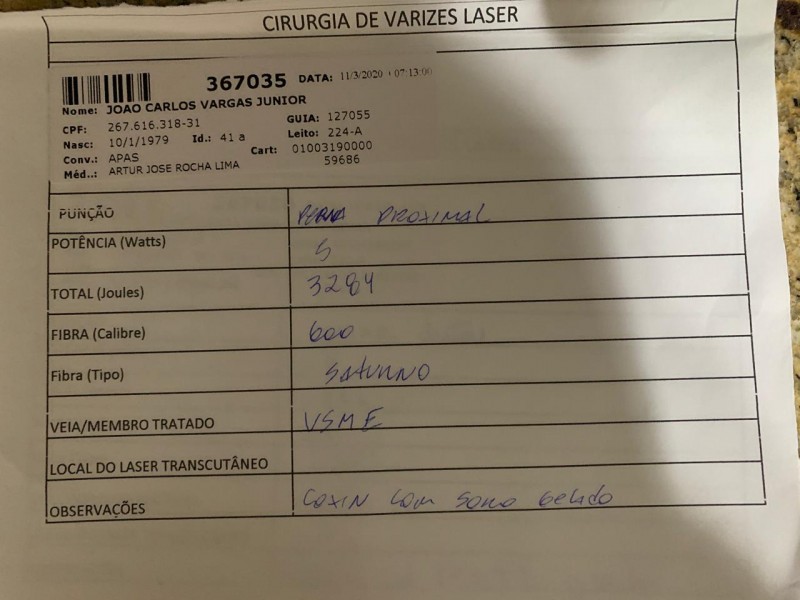 CIRURGIA DE VARIZES LASER
367035 DATA: 11/3/2020 07:13:00
Nome: JOAO CARLOS VARGAS JUNIOR
CPF: 267.616.318-31 GUIA: 127055
Nasc: 10/1/1979 Id.: 41 a Leito: 224-A
Conv.: APAS Cart: 01003190000
59686
Méd..: ARTUR JOSE ROCHA LIMA
PUNÇÃO PERNA PROXIMAL
POTÊNCIA (Watts) 5
TOTAL (Joules) 3284
FIBRA (Calibre) 600
Fibra (Tipo) SATURNO
VEIA/MEMBRO TRATADO VSME
LOCAL DO LASER TRANSCUTÂNEO
OBSERVAÇÕES COXIN COM SORO GELADO